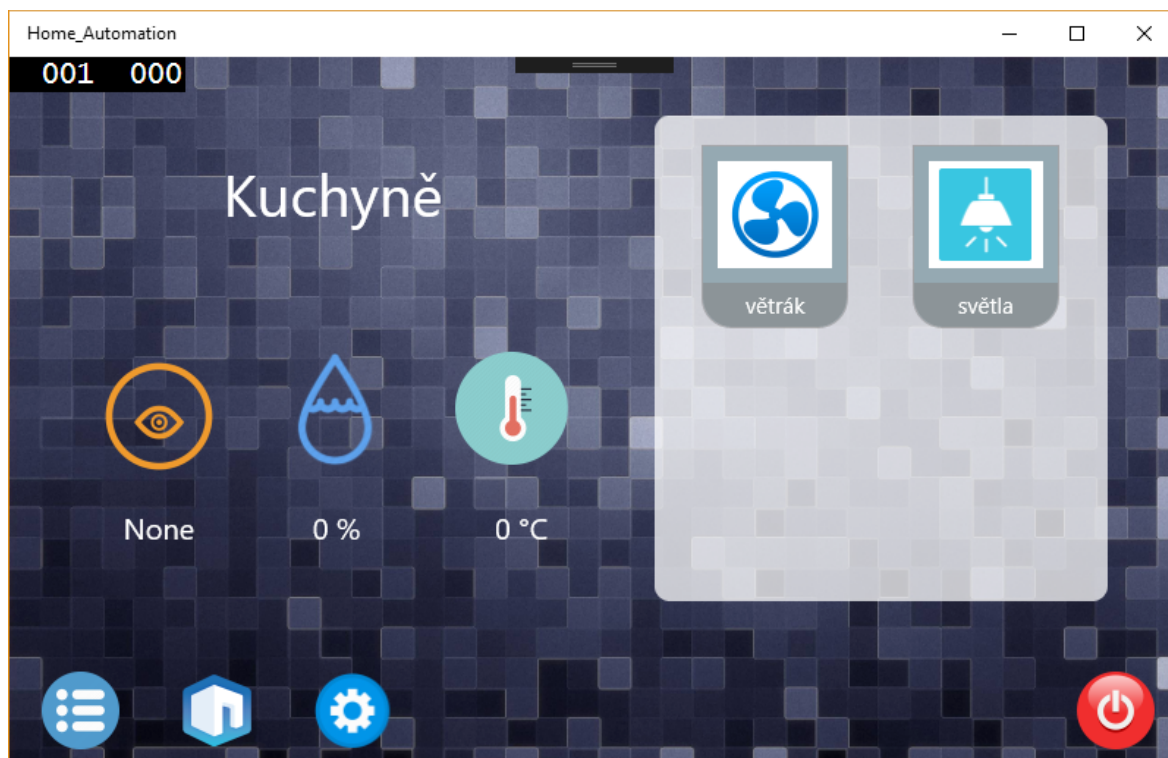 Home_Automation
001 000
Kuchyně
větrák
světla
None
0 %
0 °C